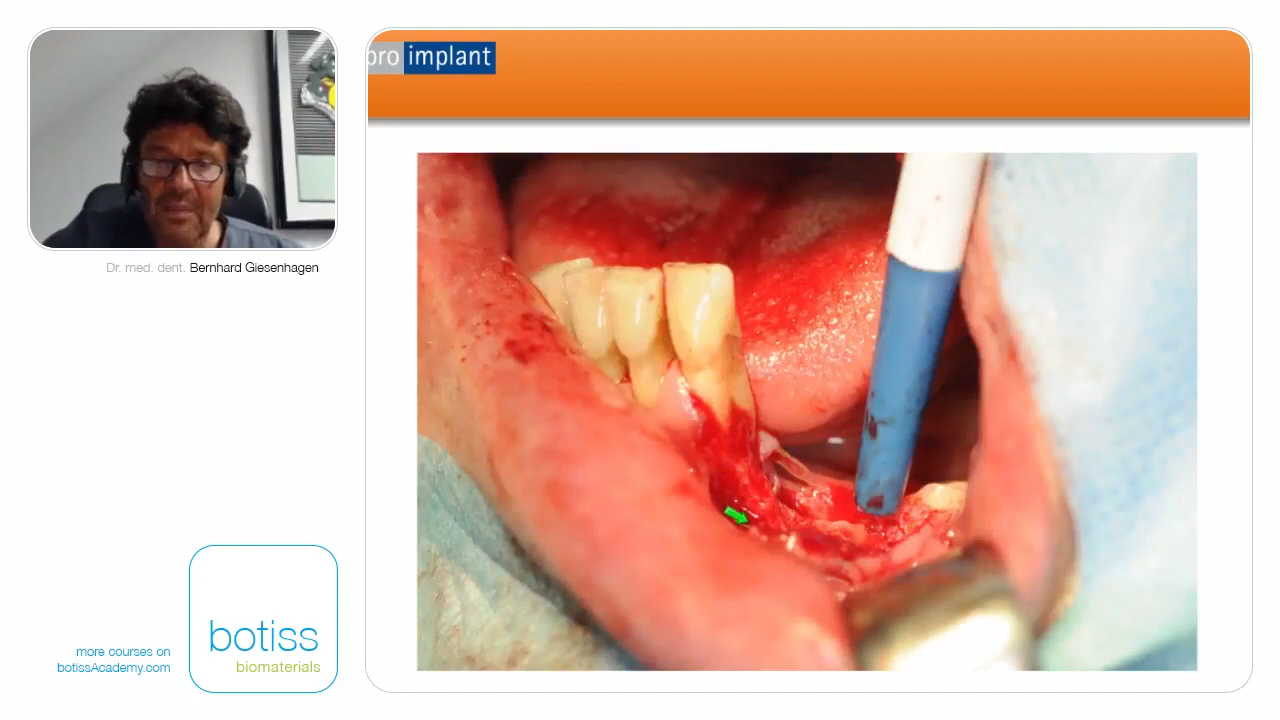 pro implant
Dr. med. dent. Bernhard Giesenhagen
botiss
biomaterials
more courses on
botissAcademy.com